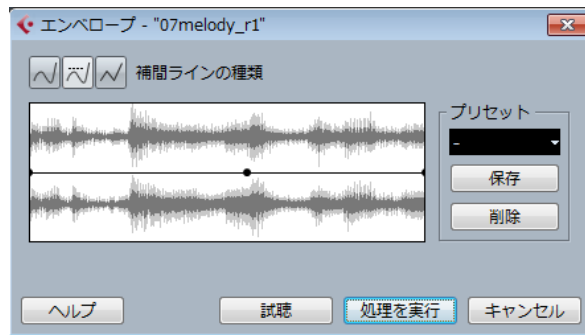 エンベロープ - "07melody_r1"
補間ラインの種類
プリセット
-
保存
削除
ヘルプ
試聴
処理を実行
キャンセル